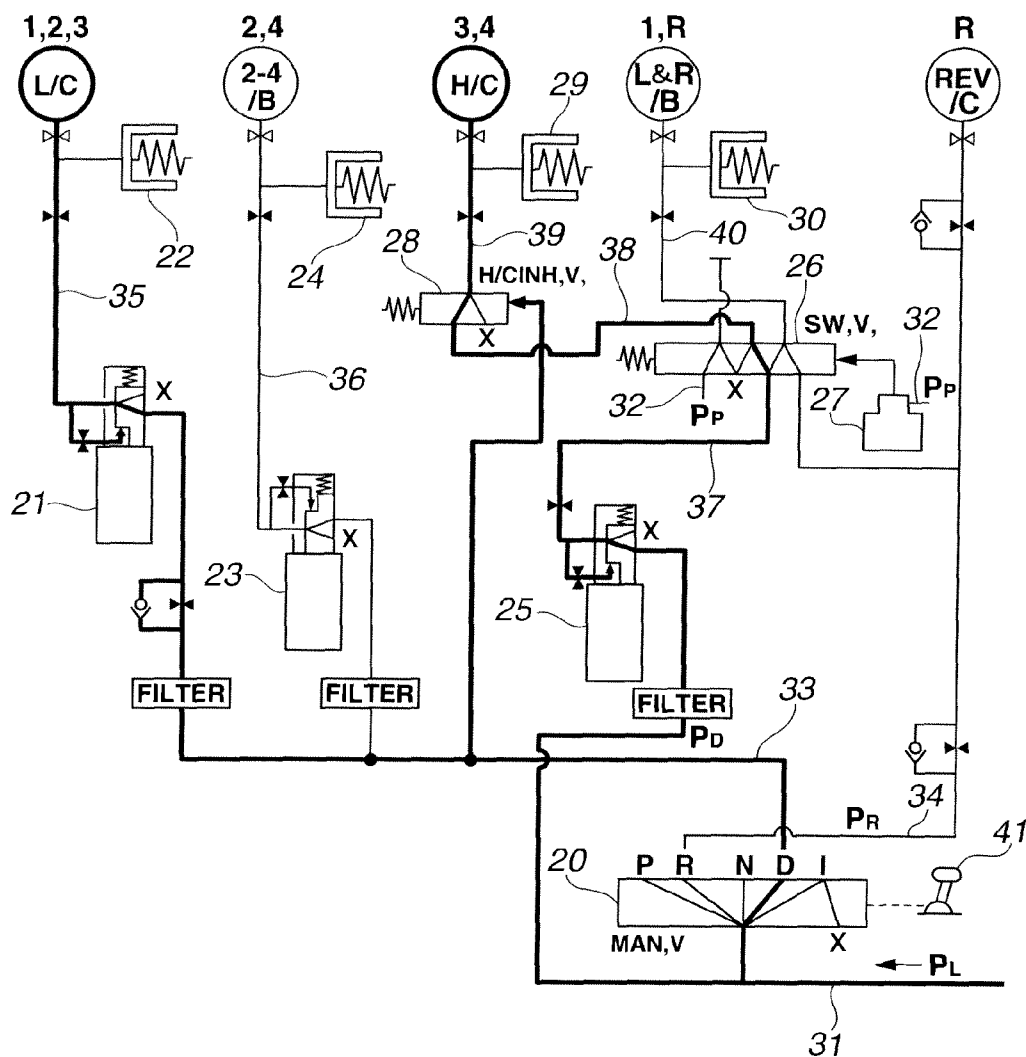 1,2,3 2,4 3,4 1,R R
L/C 2-4 /B H/C L&R /B REV /C
29
22 24 39 30
28 40 38 26
H/CINH,V,
35 X SW,V, 32
36 32 X 27 PP
X PP
37
21 X
X
23 25
FILTER FILTER FILTER
33
PD
34
PR 41
20 P R N D I
MAN,V X
PL
31